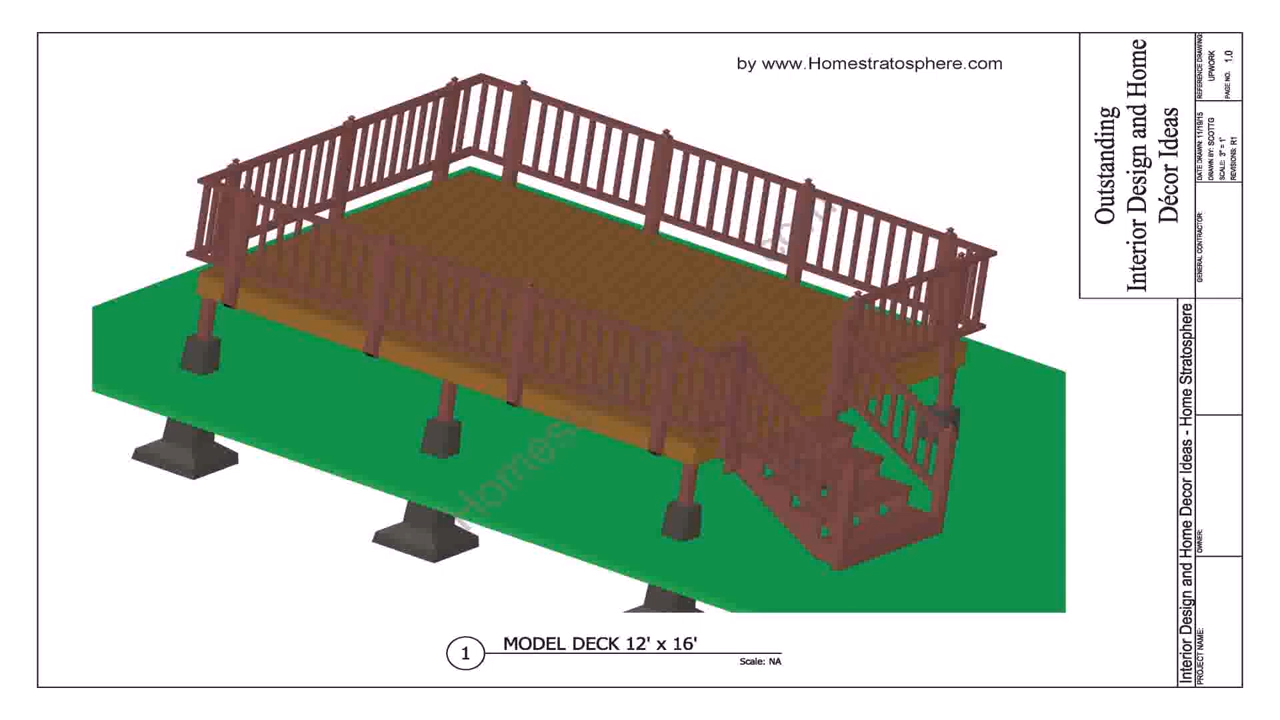 by www.Homestratosphere.com
Outstanding
Interior Design and Home
Décor Ideas
REFERENCE DRAWING:
UPWORK
PAGE NO. 1.0
DATE DRAWN: 11/19/15
DRAWN BY: SCOTTG
SCALE: 3" = 1'
REVISIONS: R1
GENERAL CONTRACTOR:
Interior Design and Home Decor Ideas - Home Stratosphere
OWNER:
PROJECT NAME:
Homes
1
MODEL DECK 12' x 16'
Scale: NA